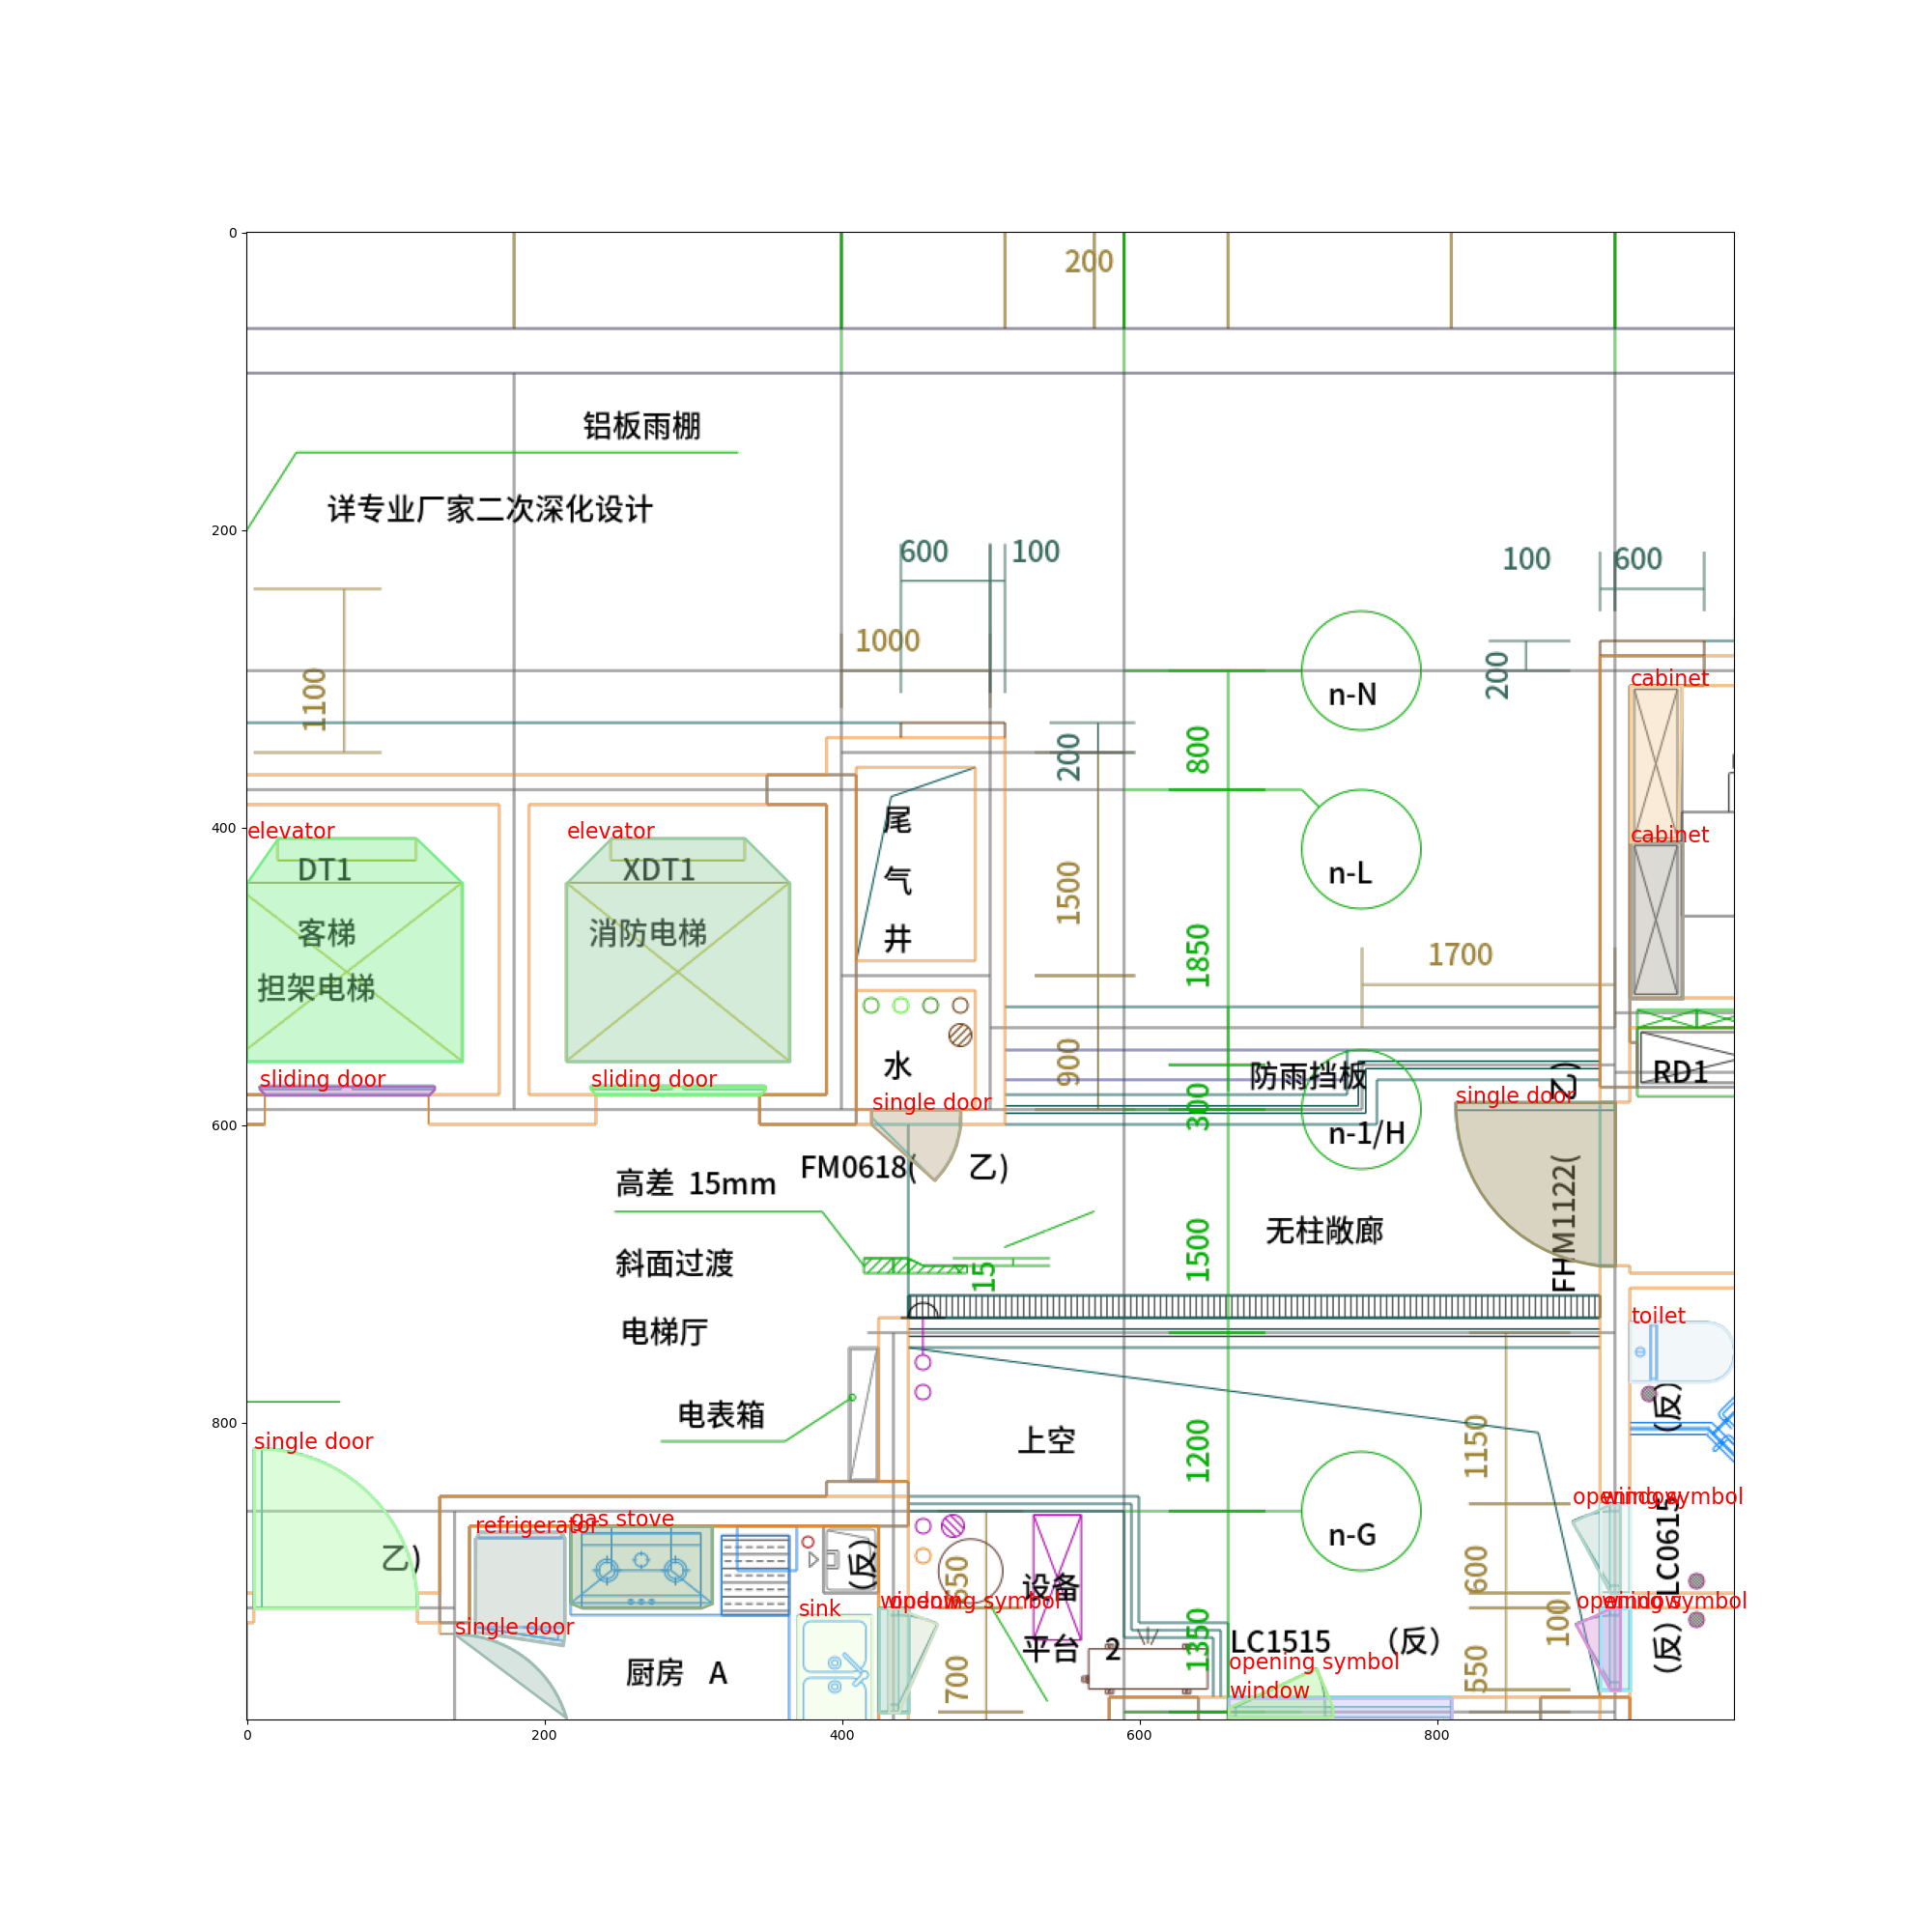 0
200
铝板雨棚
详专业厂家二次深化设计
200
600
100
100
600
1000
1100
200
n-N
cabinet
200
800
尾
400
elevator
elevator
cabinet
DT1
XDT1
n-L
气
1500
客梯
消防电梯
井
1700
1850
担架电梯
水
900
防雨挡板
乙)
RD1
sliding door
sliding door
single door
single door
300
600
n-1/H
FM0618(
乙)
高差 15mm
FHM1122(
无柱敞廊
1500
斜面过渡
15
toilet
电梯厅
(反)
电表箱
800
single door
上空
1200
1150
opening symbol
window
refrigerator
gas stove
n-G
LC0615
乙)
(反)
650
设备
600
window
opening symbol
opening symbol
window
sink
single door
100
平台 2
1350
LC1515 (反)
(反)
厨房 A
700
opening symbol
550
window
0
200
400
600
800